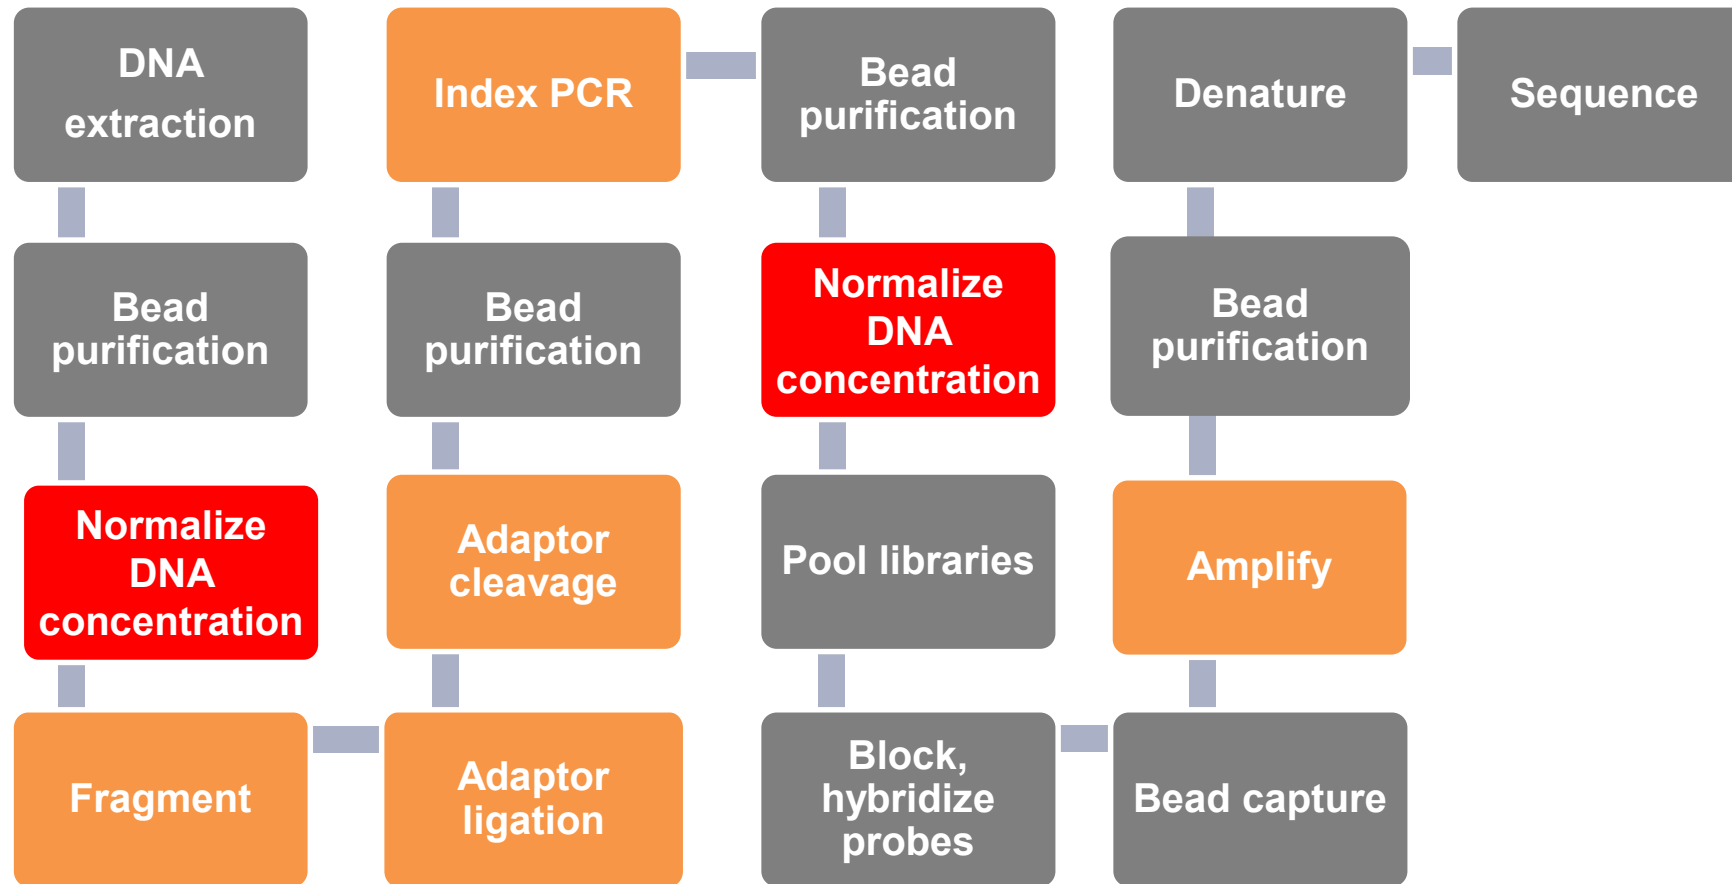 DNA
extraction
Bead
purification
Normalize
DNA
concentration
Fragment
Adaptor
ligation
Adaptor
cleavage
Bead
purification
Index PCR
Bead
purification
Normalize
DNA
concentration
Pool libraries
Block,
hybridize
probes
Bead capture
Amplify
Bead
purification
Denature
Sequence